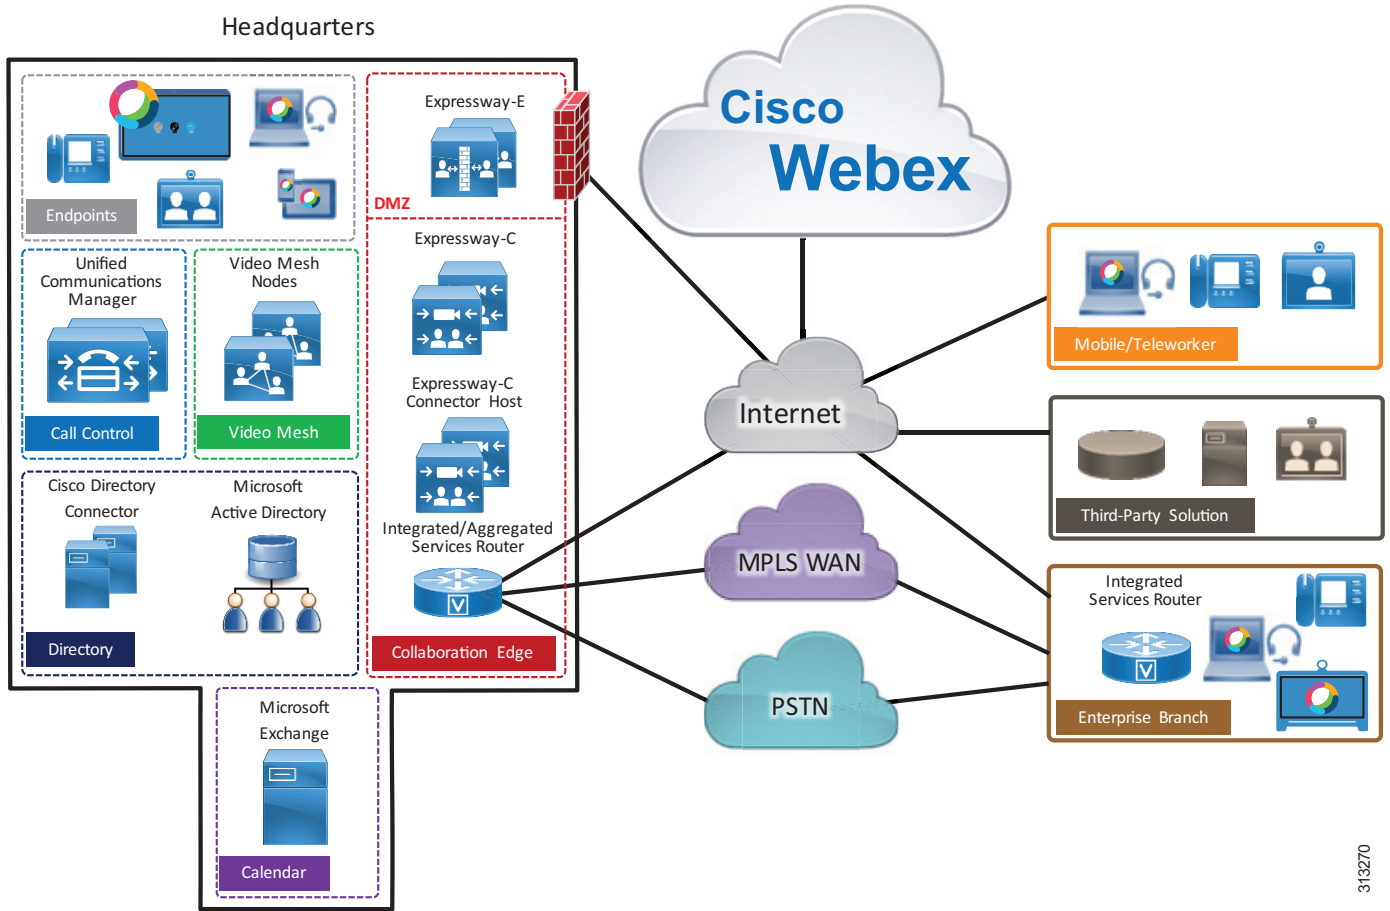 Headquarters
Expressway-E
DMZ
Endpoints
Expressway-C
Unified
Communications
Manager
Call Control
Video Mesh
Nodes
Video Mesh
Expressway-C
Connector Host
Cisco Directory
Connector
Microsoft
Active Directory
Directory
Integrated/Aggregated
Services Router
V
Collaboration Edge
Microsoft
Exchange
Calendar
Cisco
Webex
Internet
MPLS WAN
PSTN
Mobile/Teleworker
Third-Party Solution
Integrated
Services Router
V
Enterprise Branch
313270